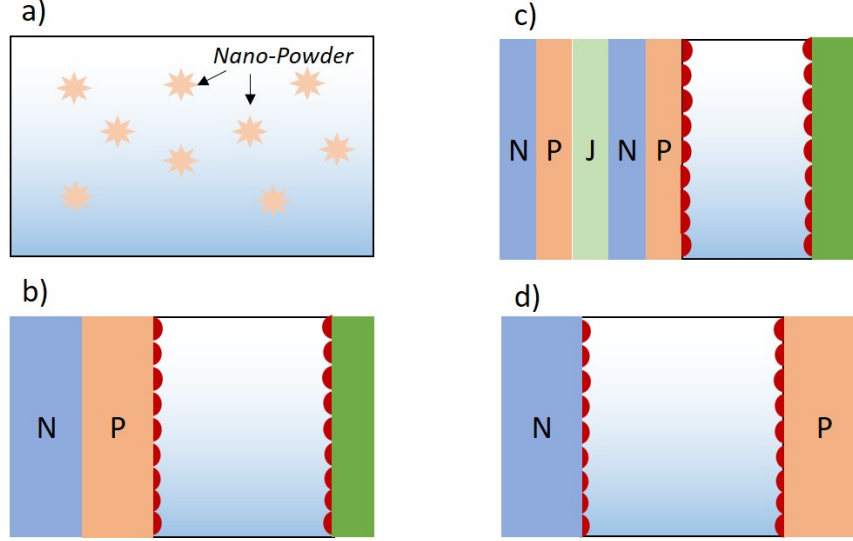 a)
Nano-Powder
b)
N P
c)
N P J N P
d)
N P